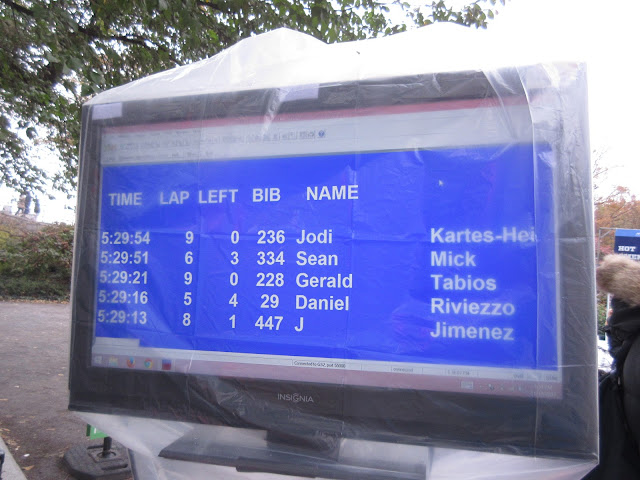 TIME LAP LEFT BIB NAME
5:29:54 9 0 236 Jodi Kartes-Hei
5:29:51 6 3 334 Sean Mick
5:29:21 9 0 228 Gerald Tabios
5:29:16 5 4 29 Daniel Riviezzo
5:29:13 8 1 447 J Jimenez
INSIGNIA
HOT